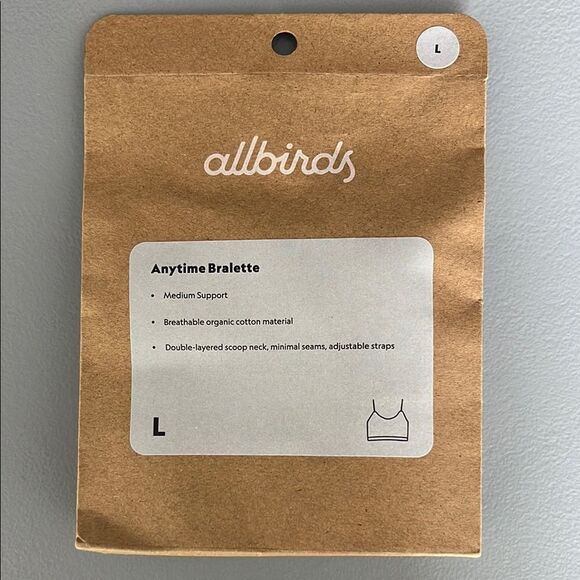 L
allbirds
Anytime Bralette
• Medium Support
• Breathable organic cotton material
• Double-layered scoop neck, minimal seams, adjustable straps
L